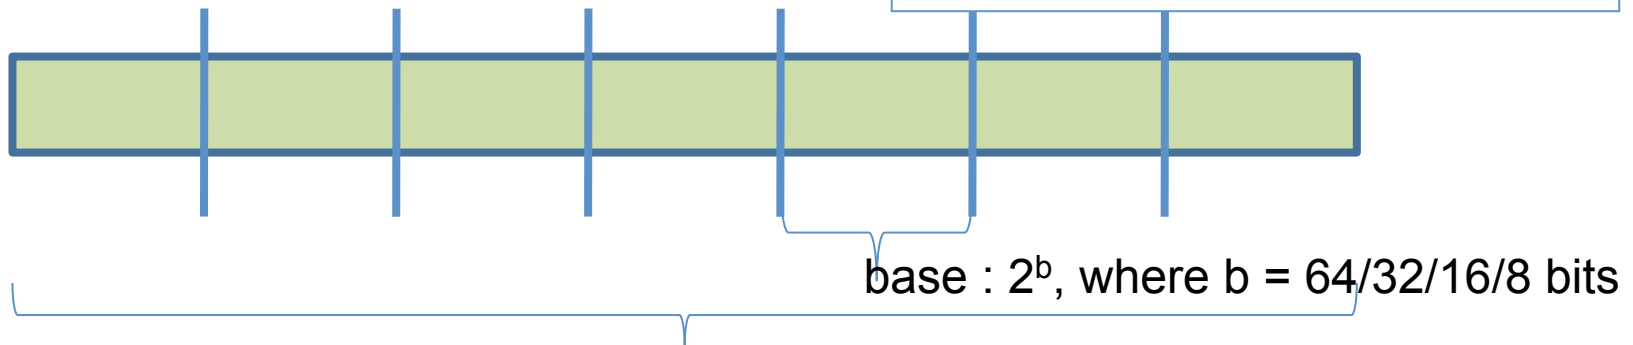 base : 2ᵇ, where b = 64/32/16/8 bits